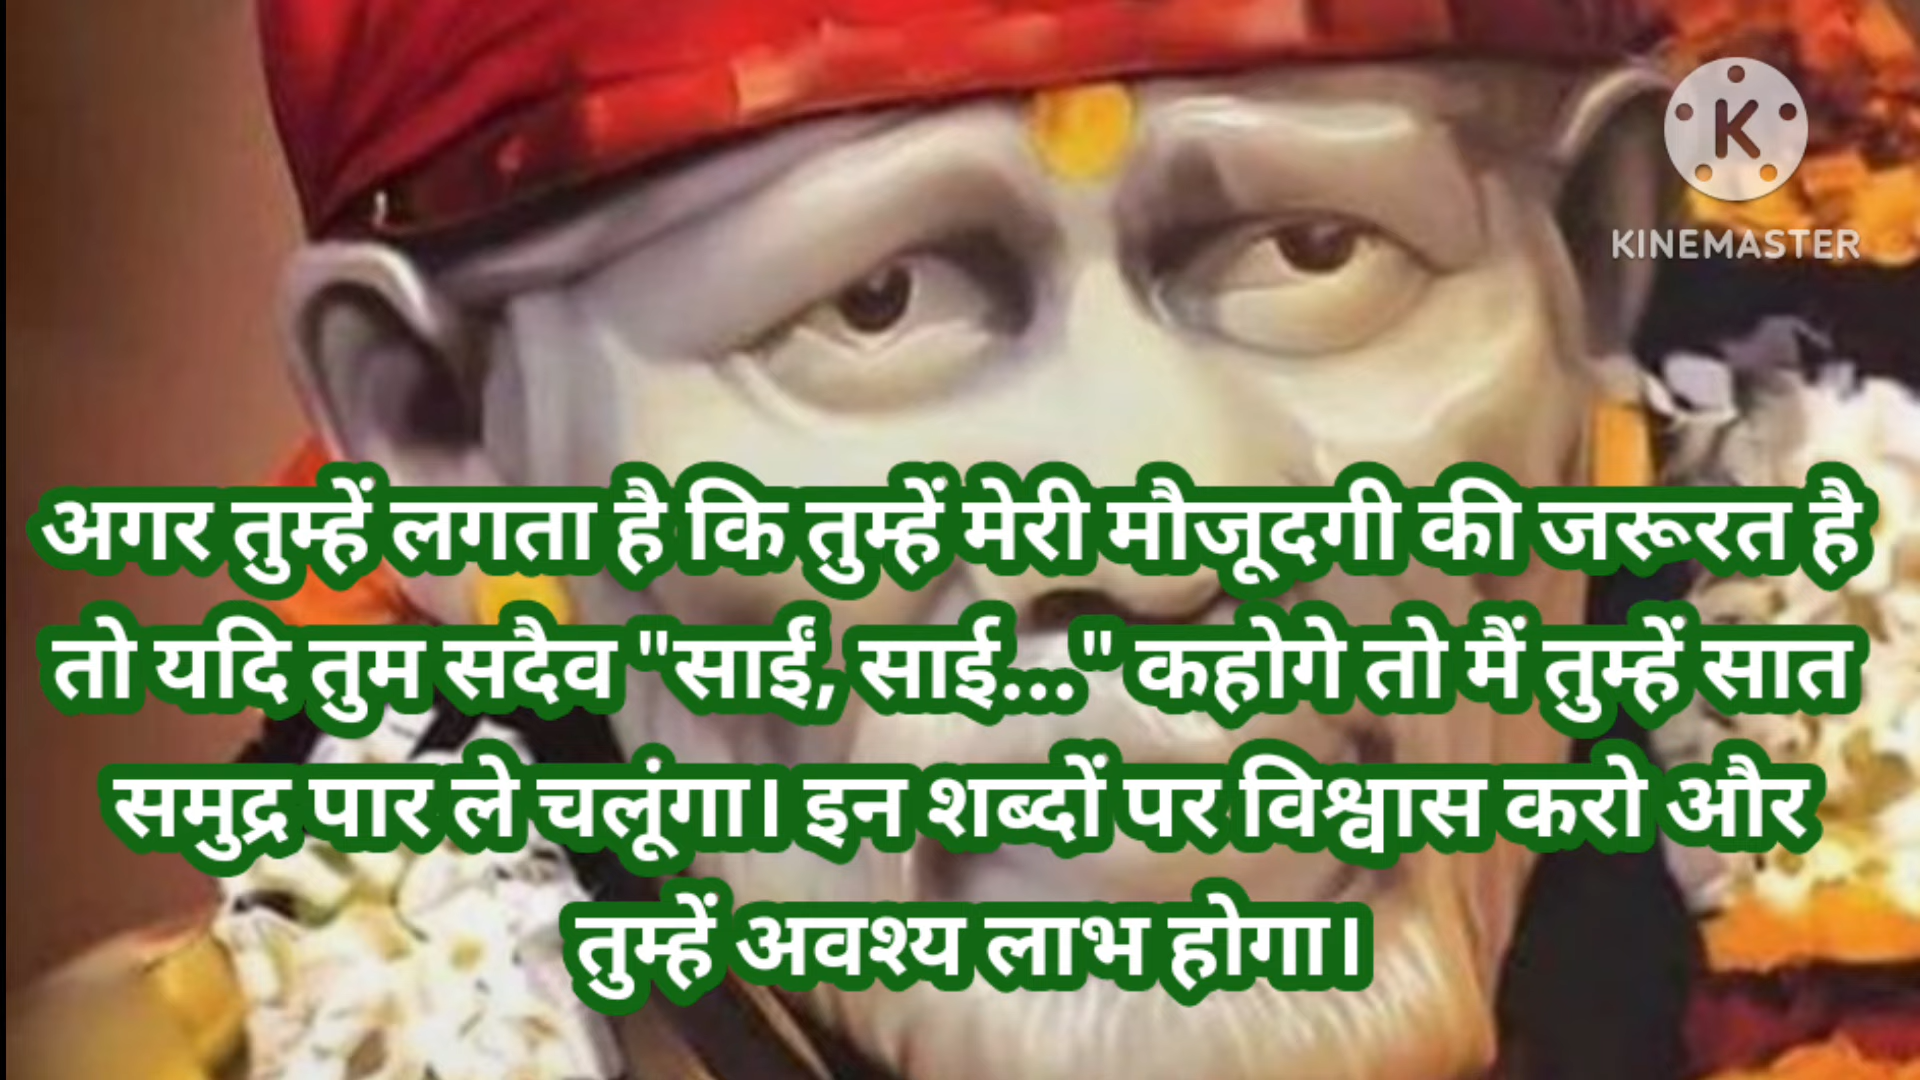 KINEMASTER
अगर तुम्हें लगता है कि तुम्हें मेरी मौजूदगी की जरूरत है
तो यदि तुम सदैव "साईं, साई..." कहोगे तो मैं तुम्हें सात
समुद्र पार ले चलूंगा। इन शब्दों पर विश्वास करो और
तुम्हें अवश्य लाभ होगा।